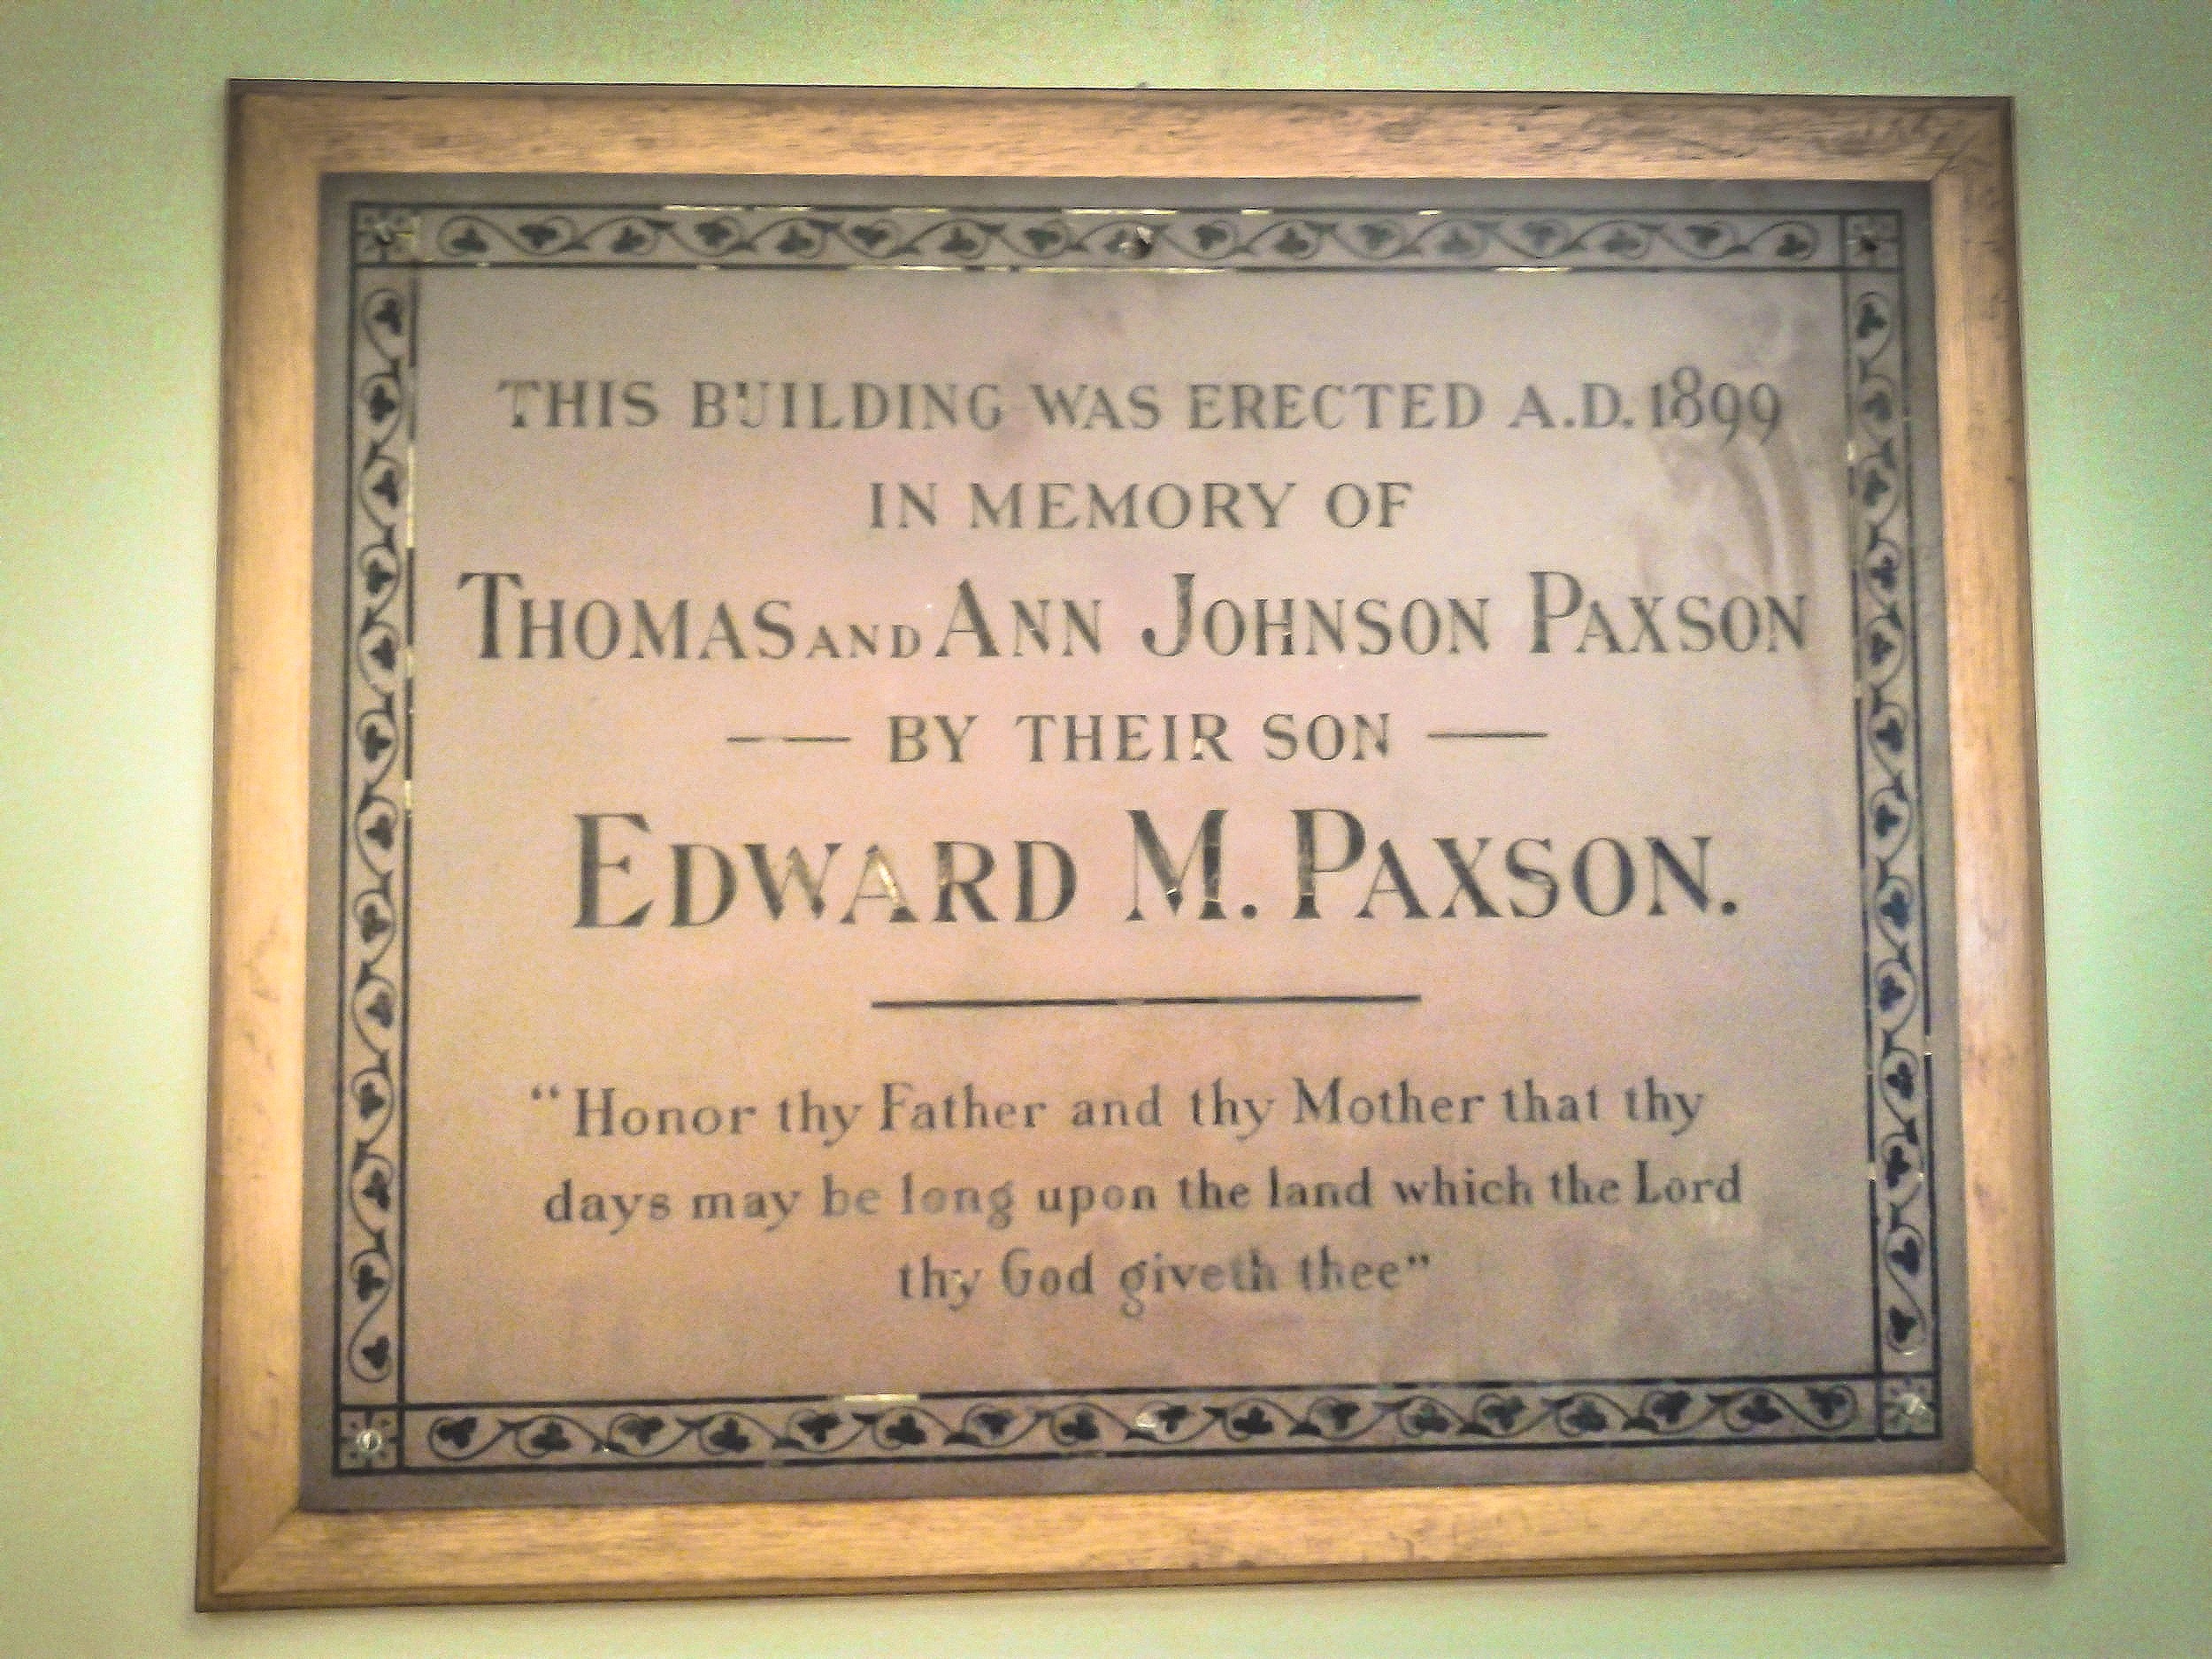 THIS BUILDING WAS ERECTED A.D. 1899
IN MEMORY OF
THOMAS AND ANN JOHNSON PAXSON
— BY THEIR SON —
EDWARD M. PAXSON.
“Honor thy Father and thy Mother that thy
days may be long upon the land which the Lord
thy God giveth thee”